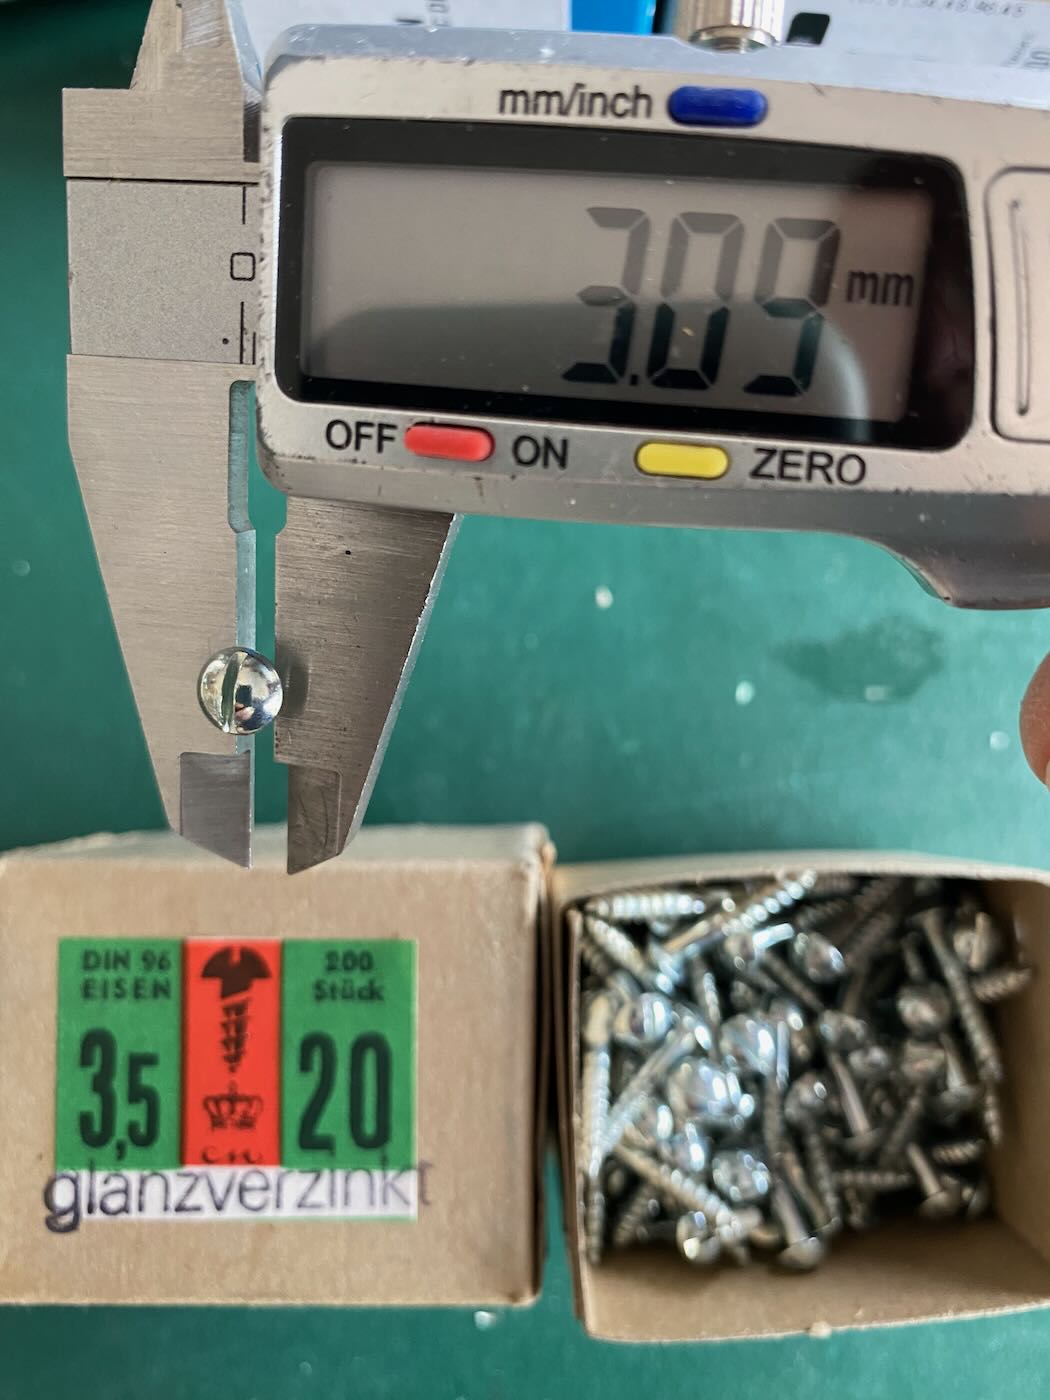 mm/inch
3.09 mm
OFF ON ZERO
0
DIN 96
EISEN
3,5
200
Stück
20
glanzverzinkt